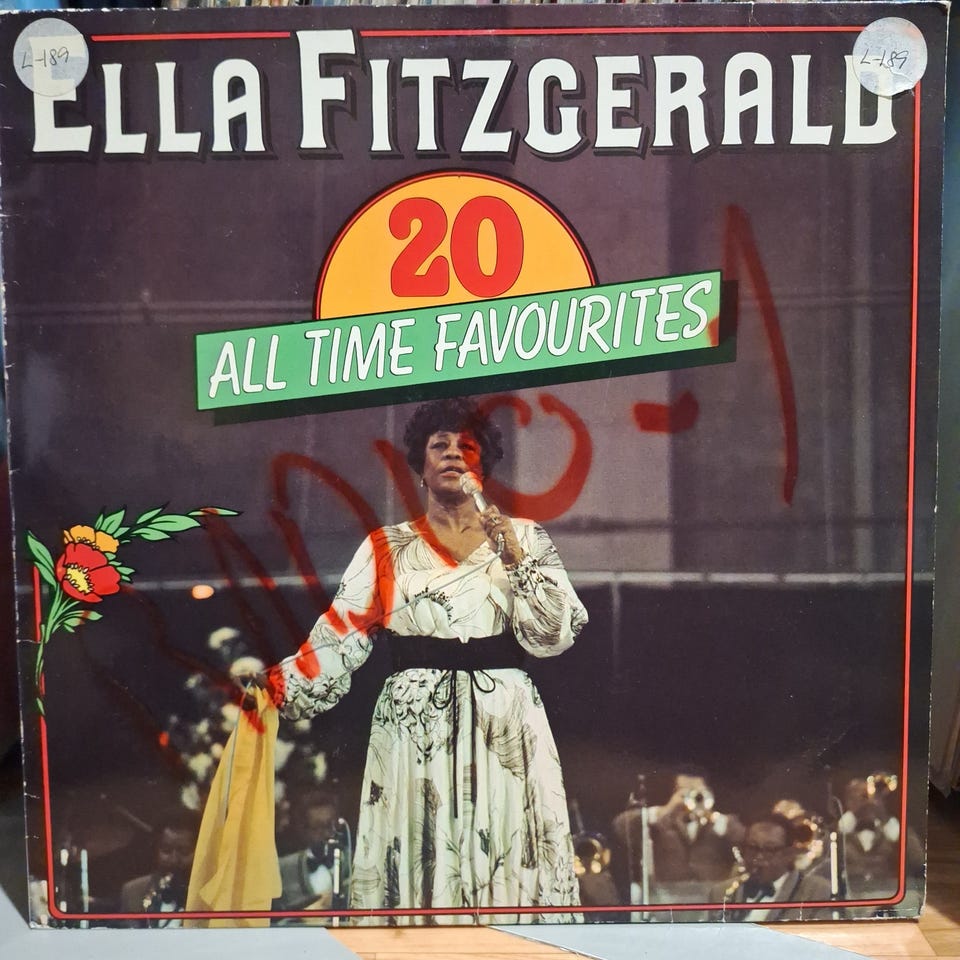 L-189
L-189
ELLA FITZGERALD
20
ALL TIME FAVOURITES